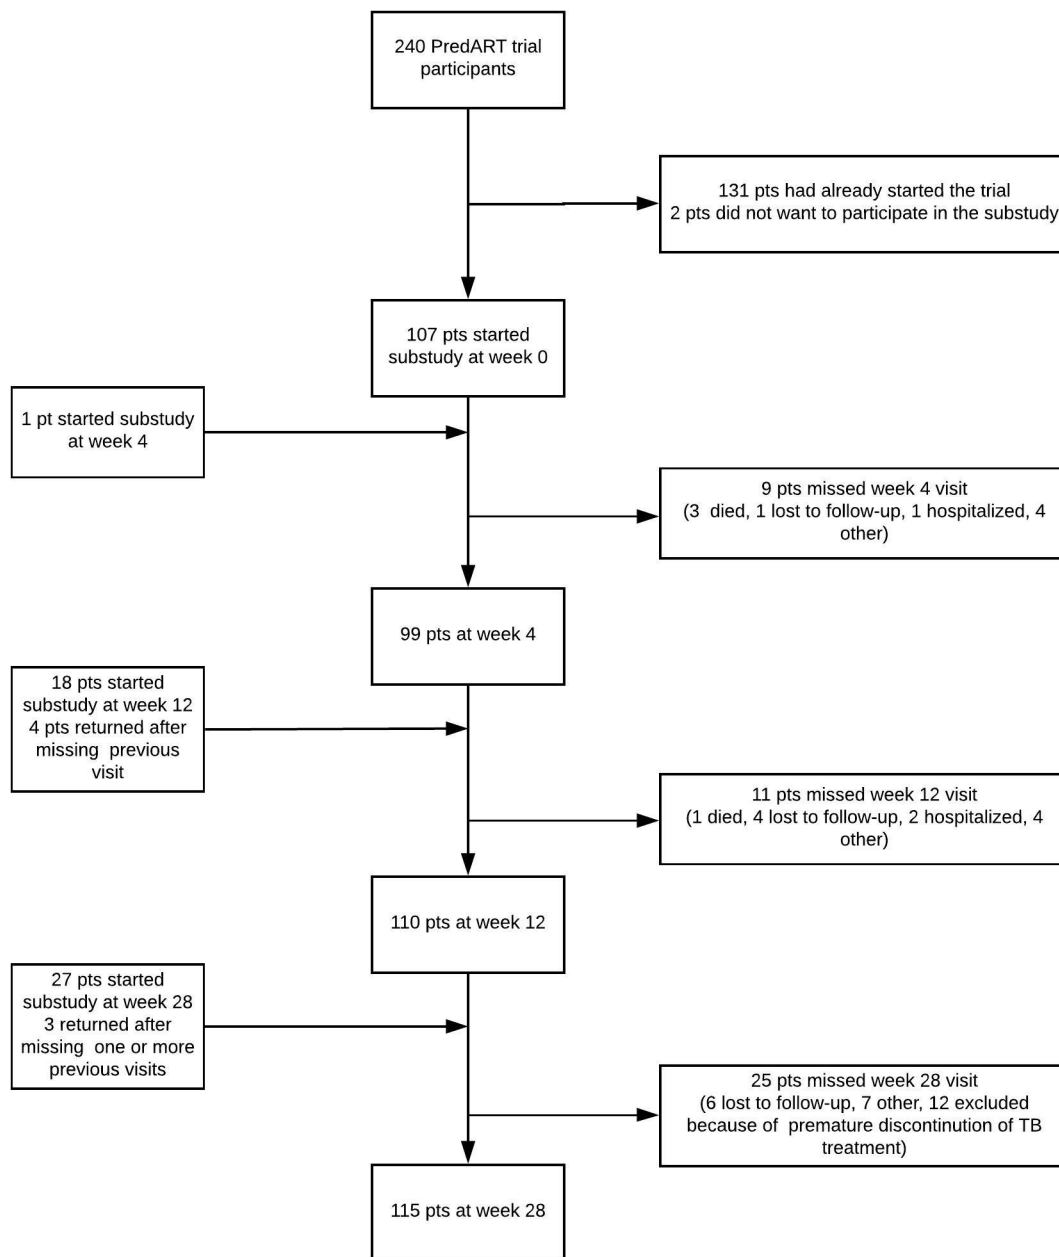 240 PredART trial
participants
131 pts had already started the trial
2 pts did not want to participate in the substudy
107 pts started
substudy at week 0
1 pt started substudy
at week 4
9 pts missed week 4 visit
(3 died, 1 lost to follow-up, 1 hospitalized, 4
other)
99 pts at week 4
18 pts started
substudy at week 12
4 pts returned after
missing previous
visit
11 pts missed week 12 visit
(1 died, 4 lost to follow-up, 2 hospitalized, 4
other)
110 pts at week 12
27 pts started
substudy at week 28
3 returned after
missing one or more
previous visits
25 pts missed week 28 visit
(6 lost to follow-up, 7 other, 12 excluded
because of premature discontinution of TB
treatment)
115 pts at week 28